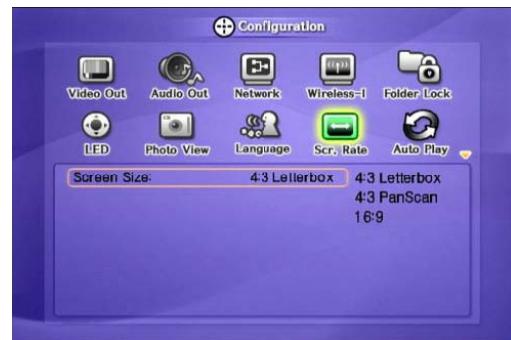 Configuration
Video Out Audio Out Network Wireless-I Folder Lock
LED Photo View Language Scr. Rate Auto Play
Screen Size: 4:3 Letterbox 4:3 Letterbox
4:3 PanScan
16:9